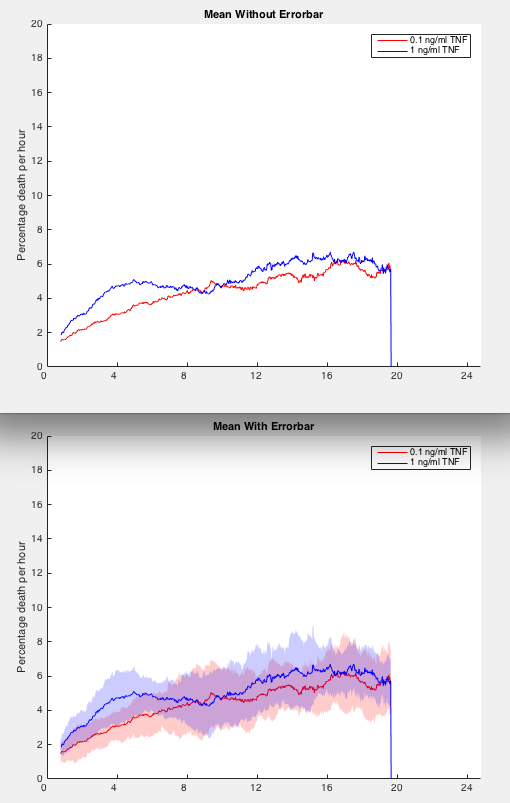 Mean Without Errorbar
20
18
16
14
12
10
8
6
4
2
0
Percentage death per hour
0.1 ng/ml TNF
1 ng/ml TNF
0 4 8 12 16 20 24
Mean With Errorbar
20
18
16
14
12
10
8
6
4
2
0
Percentage death per hour
0.1 ng/ml TNF
1 ng/ml TNF
0 4 8 12 16 20 24